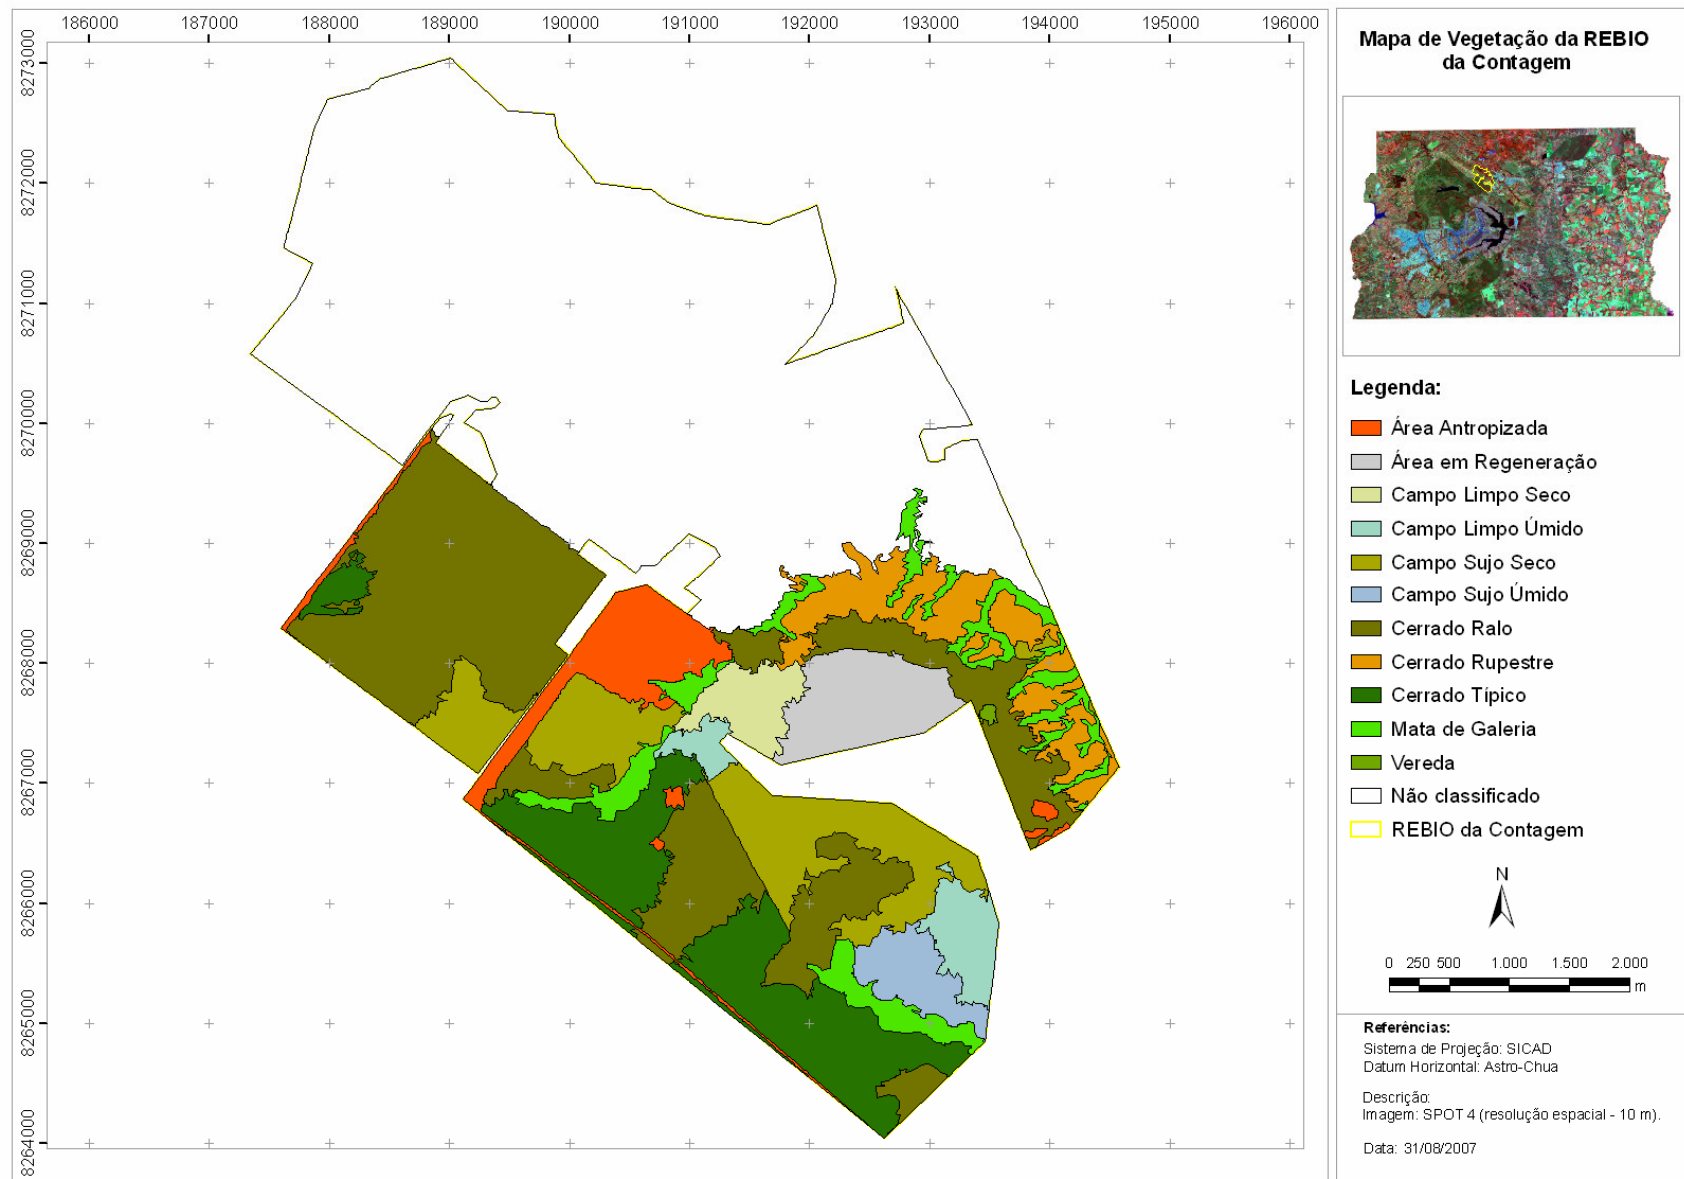 186000 187000 188000 189000 190000 191000 192000 193000 194000 195000 196000
8273000
8272000
8271000
8270000
8269000
8268000
8267000
8266000
8265000
8264000
Mapa de Vegetação da REBIO
da Contagem
Legenda:
Área Antropizada
Área em Regeneração
Campo Limpo Seco
Campo Limpo Úmido
Campo Sujo Seco
Campo Sujo Úmido
Cerrado Ralo
Cerrado Rupestre
Cerrado Típico
Mata de Galeria
Vereda
Não classificado
REBIO da Contagem
N
0 250 500 1.000 1.500 2.000
m
Referências:
Sistema de Projeção: SICAD
Datum Horizontal: Astro-Chua
Descrição:
Imagem: SPOT 4 (resolução espacial - 10 m).
Data: 31/08/2007